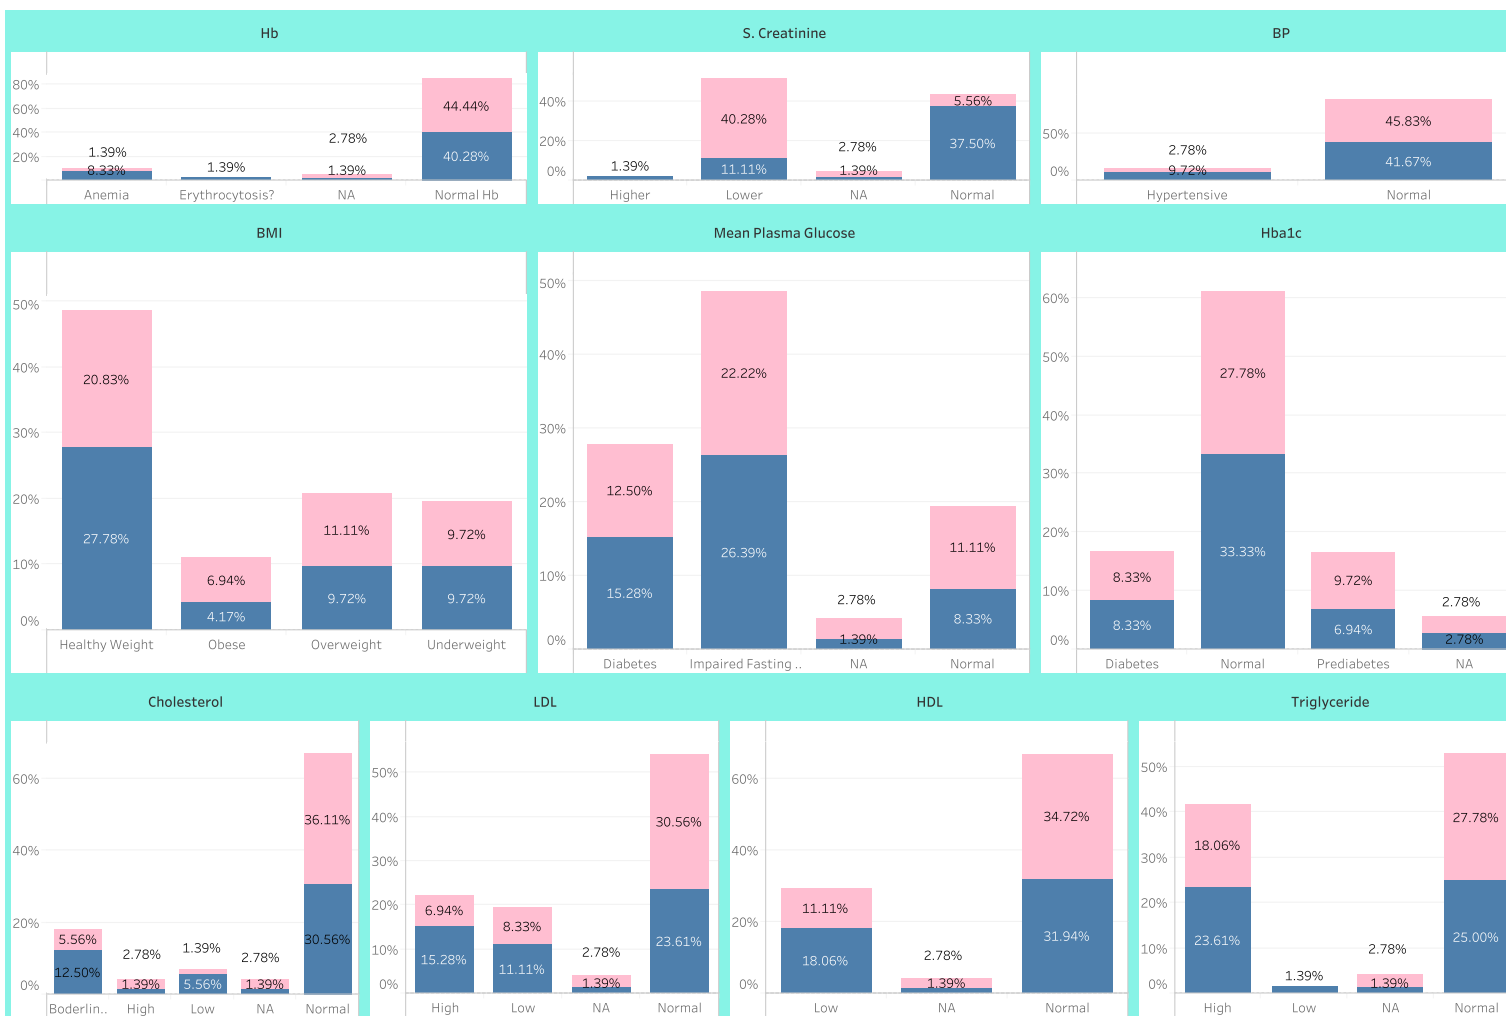 Hb
80%
60%
40%
20%
1.39%
8.33%
1.39%
2.78%
1.39%
44.44%
40.28%
Anemia
Erythrocytosis?
NA
Normal Hb
S. Creatinine
40%
20%
0%
1.39%
40.28%
11.11%
2.78%
1.39%
5.56%
37.50%
Higher
Lower
NA
Normal
BP
50%
0%
2.78%
9.72%
45.83%
41.67%
Hypertensive
Normal
BMI
50%
40%
30%
20%
10%
0%
20.83%
27.78%
6.94%
4.17%
11.11%
9.72%
9.72%
9.72%
Healthy Weight
Obese
Overweight
Underweight
Mean Plasma Glucose
50%
40%
30%
20%
10%
0%
12.50%
15.28%
22.22%
26.39%
2.78%
1.39%
11.11%
8.33%
Diabetes
Impaired Fasting ..
NA
Normal
Hba1c
60%
50%
40%
30%
20%
10%
0%
8.33%
8.33%
27.78%
33.33%
9.72%
6.94%
2.78%
2.78%
Diabetes
Normal
Prediabetes
NA
Cholesterol
60%
40%
20%
0%
5.56%
12.50%
2.78%
1.39%
1.39%
5.56%
2.78%
1.39%
36.11%
30.56%
Boderlin..
High
Low
NA
Normal
LDL
50%
40%
30%
20%
10%
0%
6.94%
15.28%
8.33%
11.11%
2.78%
1.39%
30.56%
23.61%
High
Low
NA
Normal
HDL
60%
40%
20%
0%
11.11%
18.06%
2.78%
1.39%
34.72%
31.94%
Low
NA
Normal
Triglyceride
50%
40%
30%
20%
10%
0%
18.06%
23.61%
1.39%
2.78%
1.39%
27.78%
25.00%
High
Low
NA
Normal